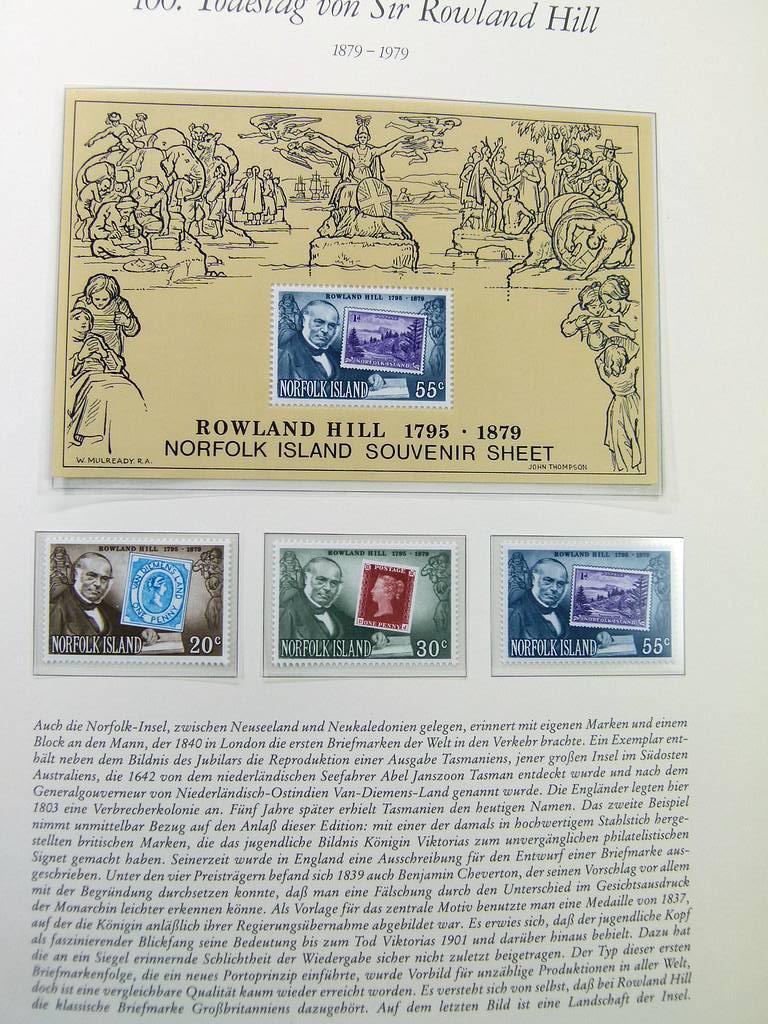 100. Todestag von Sir Rowland Hill
1879 – 1979
ROWLAND HILL 1795 · 1879
1d
NORFOLK ISLAND
NORFOLK ISLAND 55c
ROWLAND HILL 1795 · 1879
NORFOLK ISLAND SOUVENIR SHEET
W. MULREADY, R.A.
JOHN THOMPSON
ROWLAND HILL 1795 · 1879
VAN DIEMENS LAND
ONE PENNY
NORFOLK ISLAND 20c
ROWLAND HILL 1795 · 1879
POSTAGE
ONE PENNY
NORFOLK ISLAND 30c
ROWLAND HILL 1795 · 1879
1d
NORFOLK ISLAND
NORFOLK ISLAND 55c
Auch die Norfolk-Insel, zwischen Neuseeland und Neukaledonien gelegen, erinnert mit eigenen Marken und einem
Block an den Mann, der 1840 in London die ersten Briefmarken der Welt in den Verkehr brachte. Ein Exemplar ent-
hält neben dem Bildnis des Jubilars die Reproduktion einer Ausgabe Tasmaniens, jener großen Insel im Südosten
Australiens, die 1642 von dem niederländischen Seefahrer Abel Janszoon Tasman entdeckt wurde und nach dem
Generalgouverneur von Niederländisch-Ostindien Van-Diemens-Land genannt wurde. Die Engländer legten hier
1803 eine Verbrecherkolonie an. Fünf Jahre später erhielt Tasmanien den heutigen Namen. Das zweite Beispiel
nimmt unmittelbar Bezug auf den Anlaß dieser Edition: mit einer der damals in hochwertigem Stahlstich herge-
stellten britischen Marken, die das jugendliche Bildnis Königin Viktorias zum unvergänglichen philatelistischen
Signet gemacht haben. Seinerzeit wurde in England eine Ausschreibung für den Entwurf einer Briefmarke aus-
geschrieben. Unter den vier Preisträgern befand sich 1839 auch Benjamin Cheverton, der seinen Vorschlag vor allem
mit der Begründung durchsetzen konnte, daß man eine Fälschung durch den Unterschied im Gesichtsausdruck
der Monarchin leichter erkennen könne. Als Vorlage für das zentrale Motiv benutzte man eine Medaille von 1837,
auf der die Königin anläßlich ihrer Regierungsübernahme abgebildet war. Es erwies sich, daß der jugendliche Kopf
als faszinierender Blickfang seine Bedeutung bis zum Tod Viktorias 1901 und darüber hinaus behielt. Dazu hat
die an ein Siegel erinnernde Schlichtheit der Wiedergabe sicher nicht zuletzt beigetragen. Der Typ dieser ersten
Briefmarkenfolge, die ein neues Portoprinzip einführte, wurde Vorbild für unzählige Produktionen in aller Welt,
doch ist eine vergleichbare Qualität kaum wieder erreicht worden. Es versteht sich von selbst, daß bei Rowland Hill
die klassische Briefmarke Großbritanniens dazugehört. Auf dem letzten Bild ist eine Landschaft der Insel.